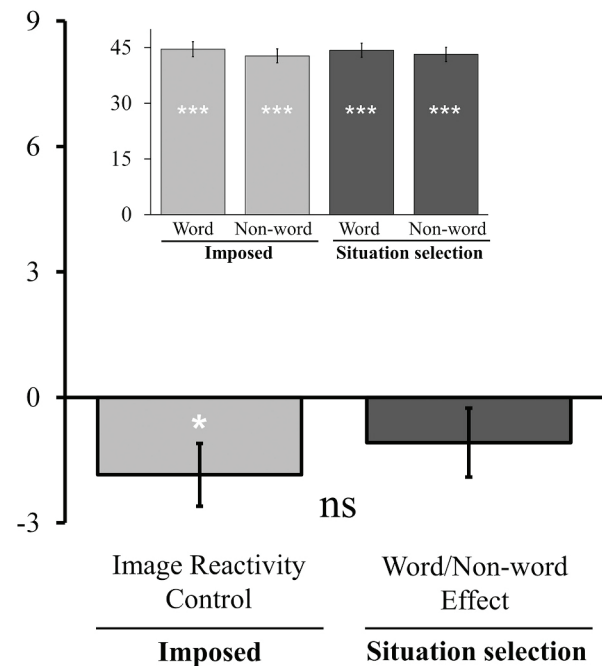 9
6
3
0
-3
45
30
15
0
*** *** *** ***
Word Non-word Word Non-word
Imposed Situation selection
*
ns
Image Reactivity Control
Word/Non-word Effect
Imposed Situation selection